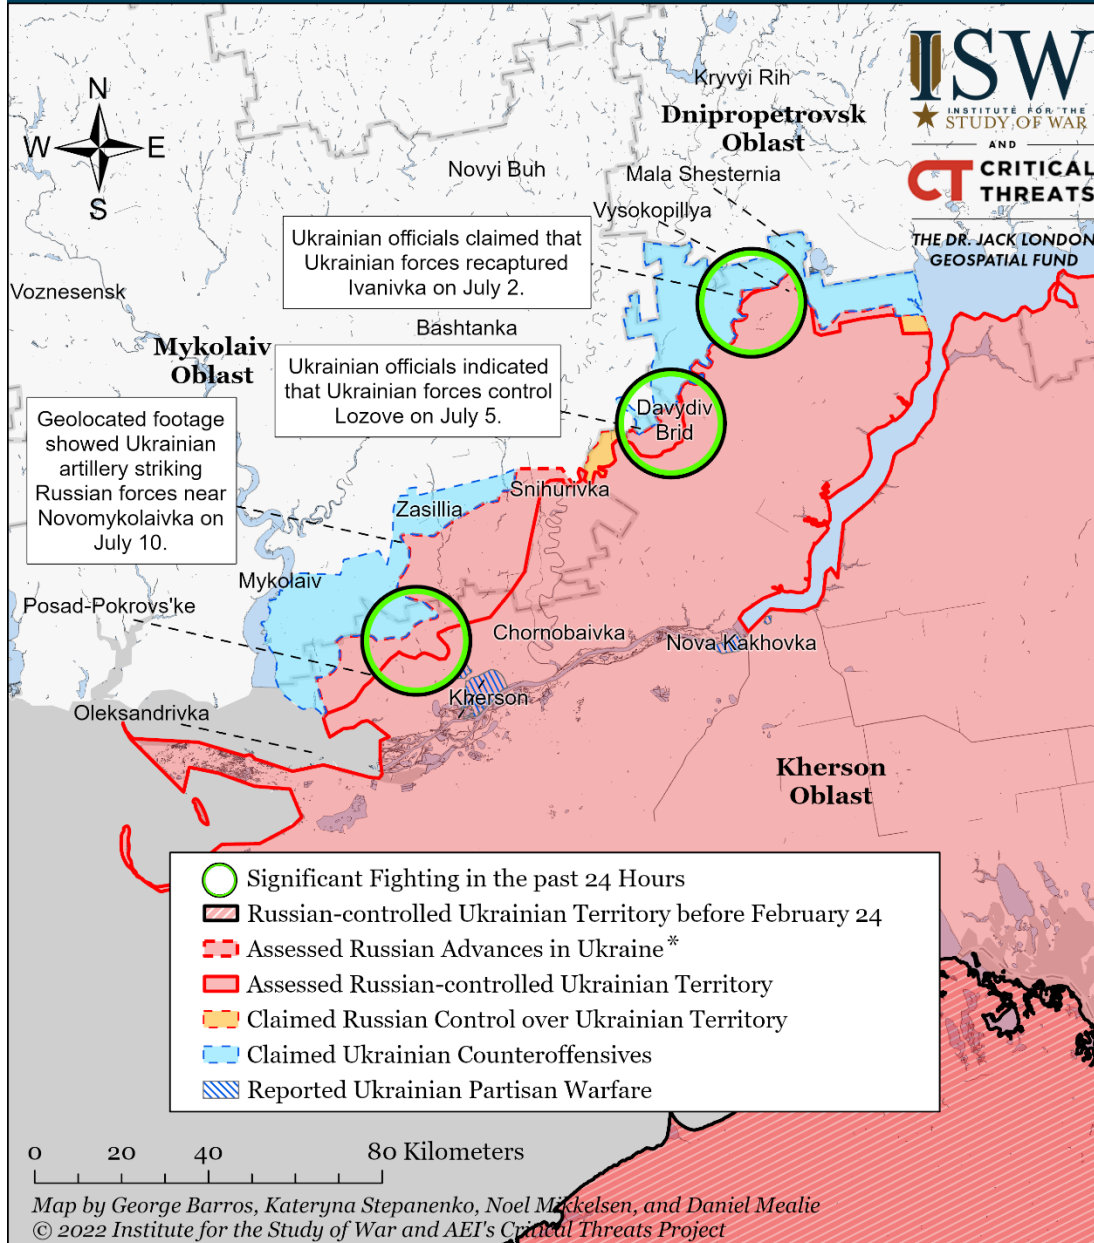 N
W E
S
ISW
INSTITUTE FOR THE
STUDY OF WAR
AND
CT CRITICAL
THREATS
THE DR. JACK LONDON
GEOSPATIAL FUND
Kryvyi Rih
Dnipropetrovsk
Oblast
Novyi Buh
Mala Shesternia
Vysokopillya
Ukrainian officials claimed that
Ukrainian forces recaptured
Ivanivka on July 2.
Voznesensk
Bashtanka
Mykolaiv
Oblast
Ukrainian officials indicated
that Ukrainian forces control
Lozove on July 5.
Davydiv
Brid
Geolocated footage
showed Ukrainian
artillery striking
Russian forces near
Novomykolaivka on
July 10.
Snihurivka
Zasillia
Mykolaiv
Posad-Pokrovs'ke
Chornobaivka
Nova Kakhovka
Kherson
Oleksandrivka
Kherson
Oblast
Significant Fighting in the past 24 Hours
Russian-controlled Ukrainian Territory before February 24
Assessed Russian Advances in Ukraine*
Assessed Russian-controlled Ukrainian Territory
Claimed Russian Control over Ukrainian Territory
Claimed Ukrainian Counteroffensives
Reported Ukrainian Partisan Warfare
0 20 40 80 Kilometers
Map by George Barros, Kateryna Stepanenko, Noel Mikkelsen, and Daniel Mealie
© 2022 Institute for the Study of War and AEI's Critical Threats Project